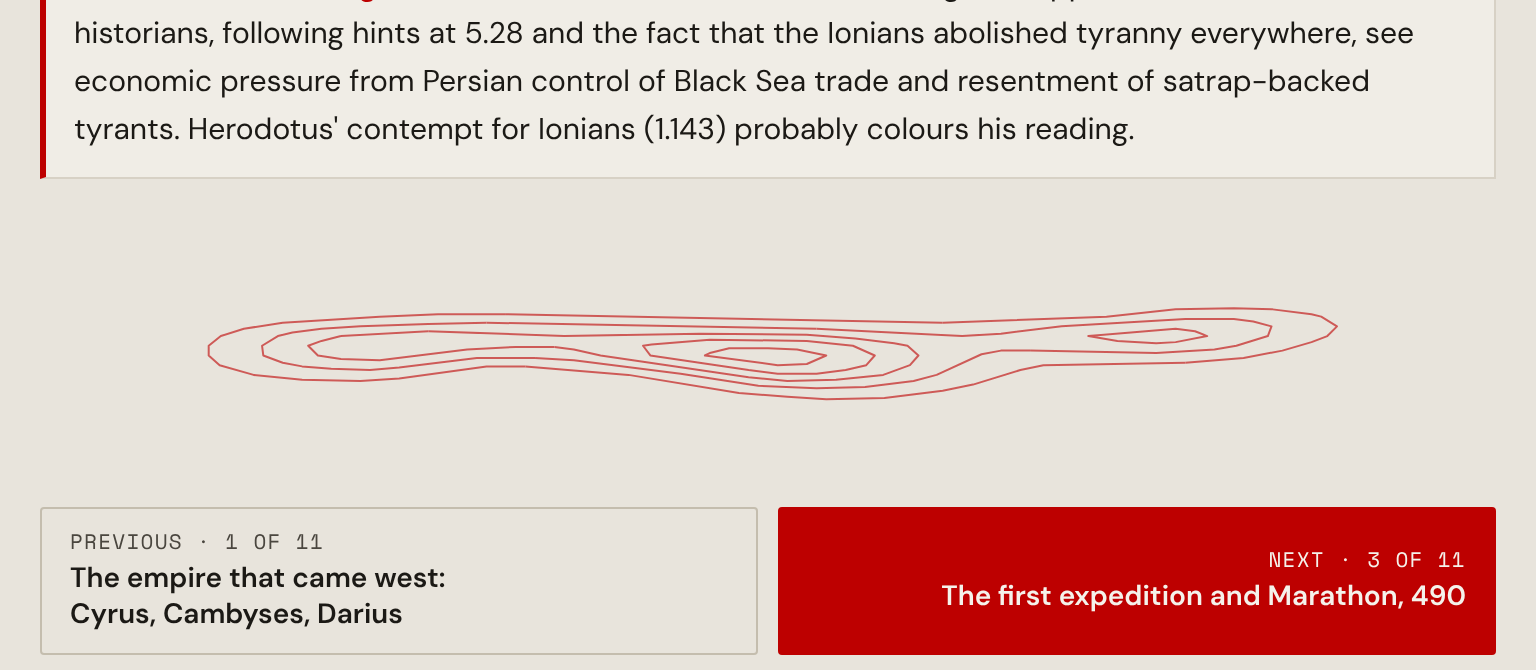 historians, following hints at 5.28 and the fact that the Ionians abolished tyranny everywhere, see
economic pressure from Persian control of Black Sea trade and resentment of satrap-backed
tyrants. Herodotus' contempt for Ionians (1.143) probably colours his reading.
PREVIOUS · 1 OF 11
The empire that came west:
Cyrus, Cambyses, Darius
NEXT · 3 OF 11
The first expedition and Marathon, 490